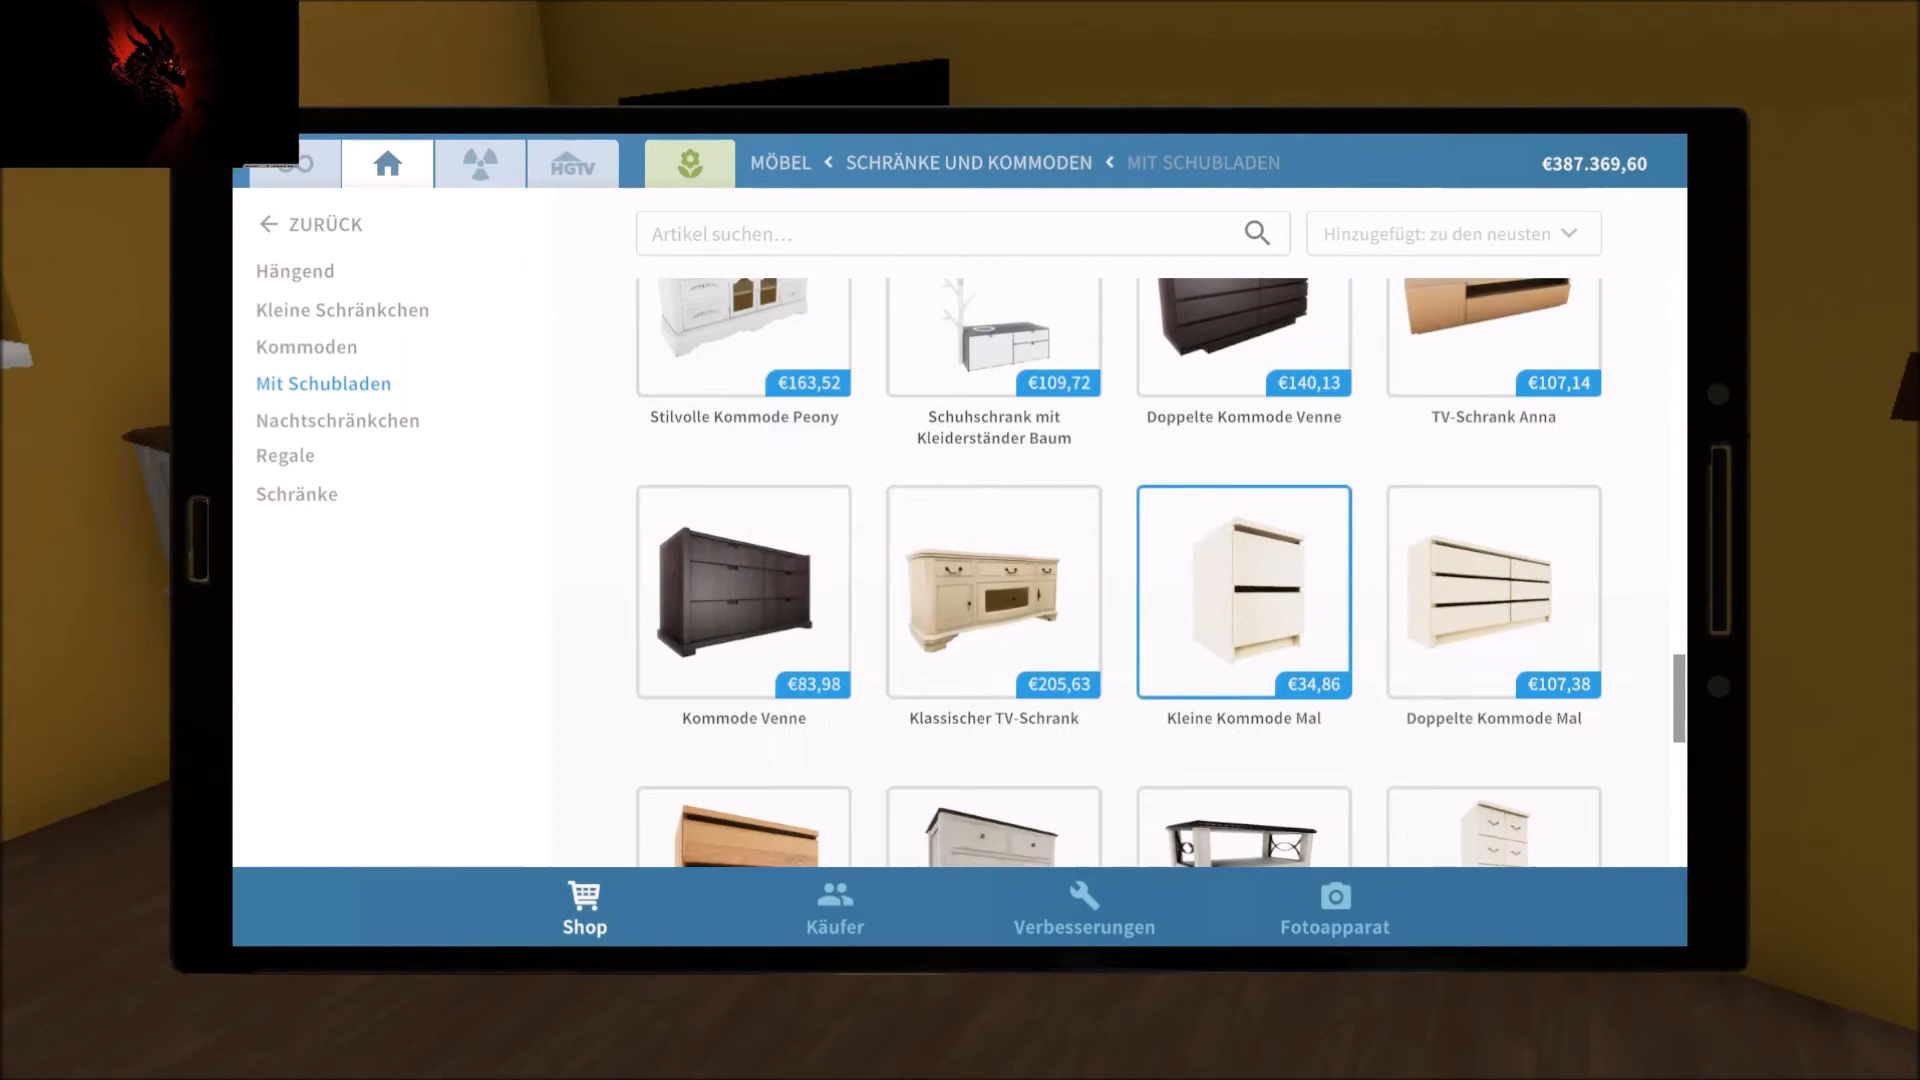 HGTV
MÖBEL
SCHRÄNKE UND KOMMODEN
MIT SCHUBLADEN
€387.369,60
ZURÜCK
Artikel suchen…
Hinzugefügt: zu den neusten
Hängend
Kleine Schränkchen
Kommoden
Mit Schubladen
Nachtschränkchen
Regale
Schränke
€163,52
€109,72
€140,13
€107,14
Stilvolle Kommode Peony
Schuhschrank mit
Kleiderständer Baum
Doppelte Kommode Venne
TV-Schrank Anna
€83,98
€205,63
€34,86
€107,38
Kommode Venne
Klassischer TV-Schrank
Kleine Kommode Mal
Doppelte Kommode Mal
Shop
Käufer
Verbesserungen
Fotoapparat